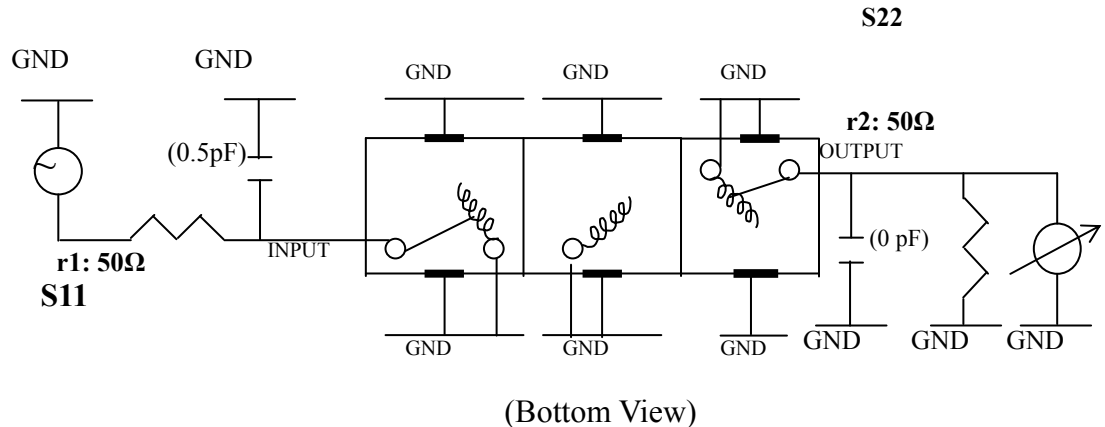 S22
GND
GND
GND
GND
GND
r2: 50Ω
OUTPUT
(0.5pF)
(0 pF)
INPUT
r1: 50Ω
S11
GND
GND
GND
GND
GND
GND
(Bottom View)